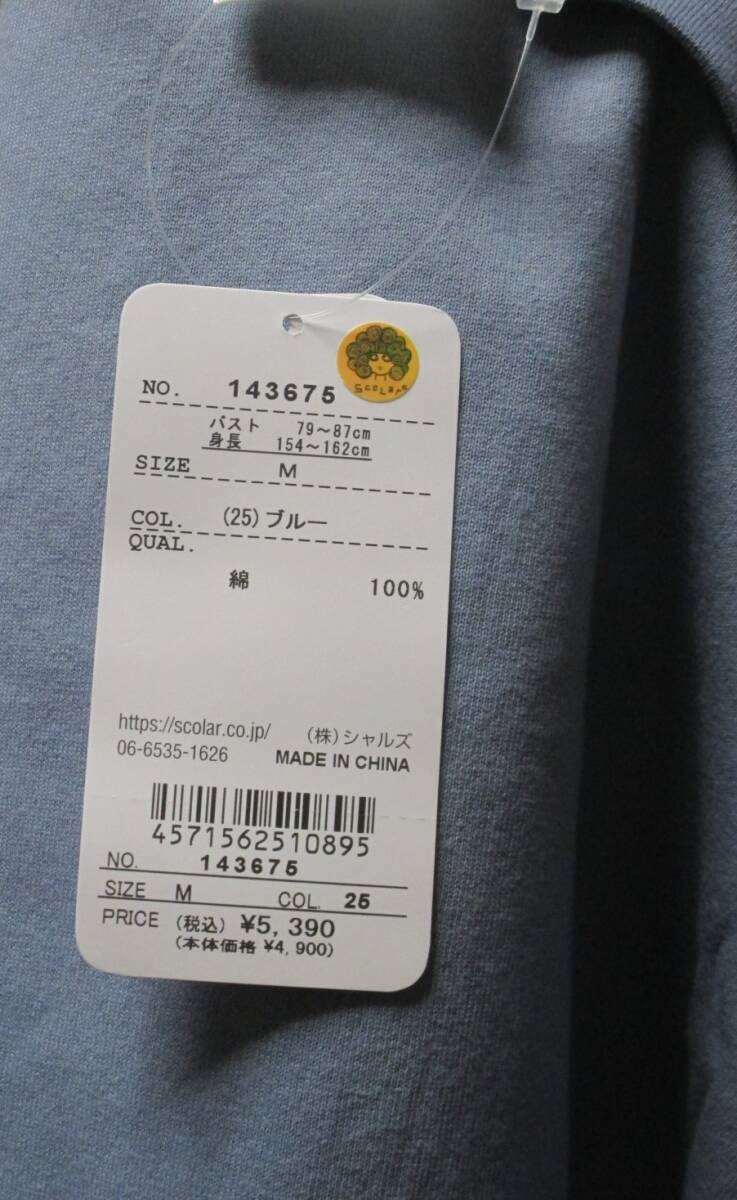 ScoLar
NO. 143675
バスト 79～87cm
身長 154～162cm
SIZE M
COL. (25)ブルー
QUAL.
綿 100%
https://scolar.co.jp/ (株)シャルズ
06-6535-1626 MADE IN CHINA
4571562510895
NO. 143675
SIZE M COL. 25
PRICE (税込) ¥5,390
(本体価格 ¥4,900)